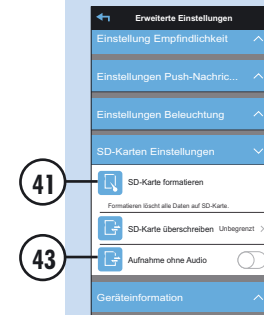 Erweiterte Einstellungen
Einstellung Empfindlichkeit
Einstellungen Push-Nachric...
Einstellungen Beleuchtung
SD-Karten Einstellungen
41
SD-Karte formatieren
Formatieren löscht alle Daten auf SD-Karte.
SD-Karte überschreiben Unbegrenzt
43
Aufnahme ohne Audio
Geräteinformation